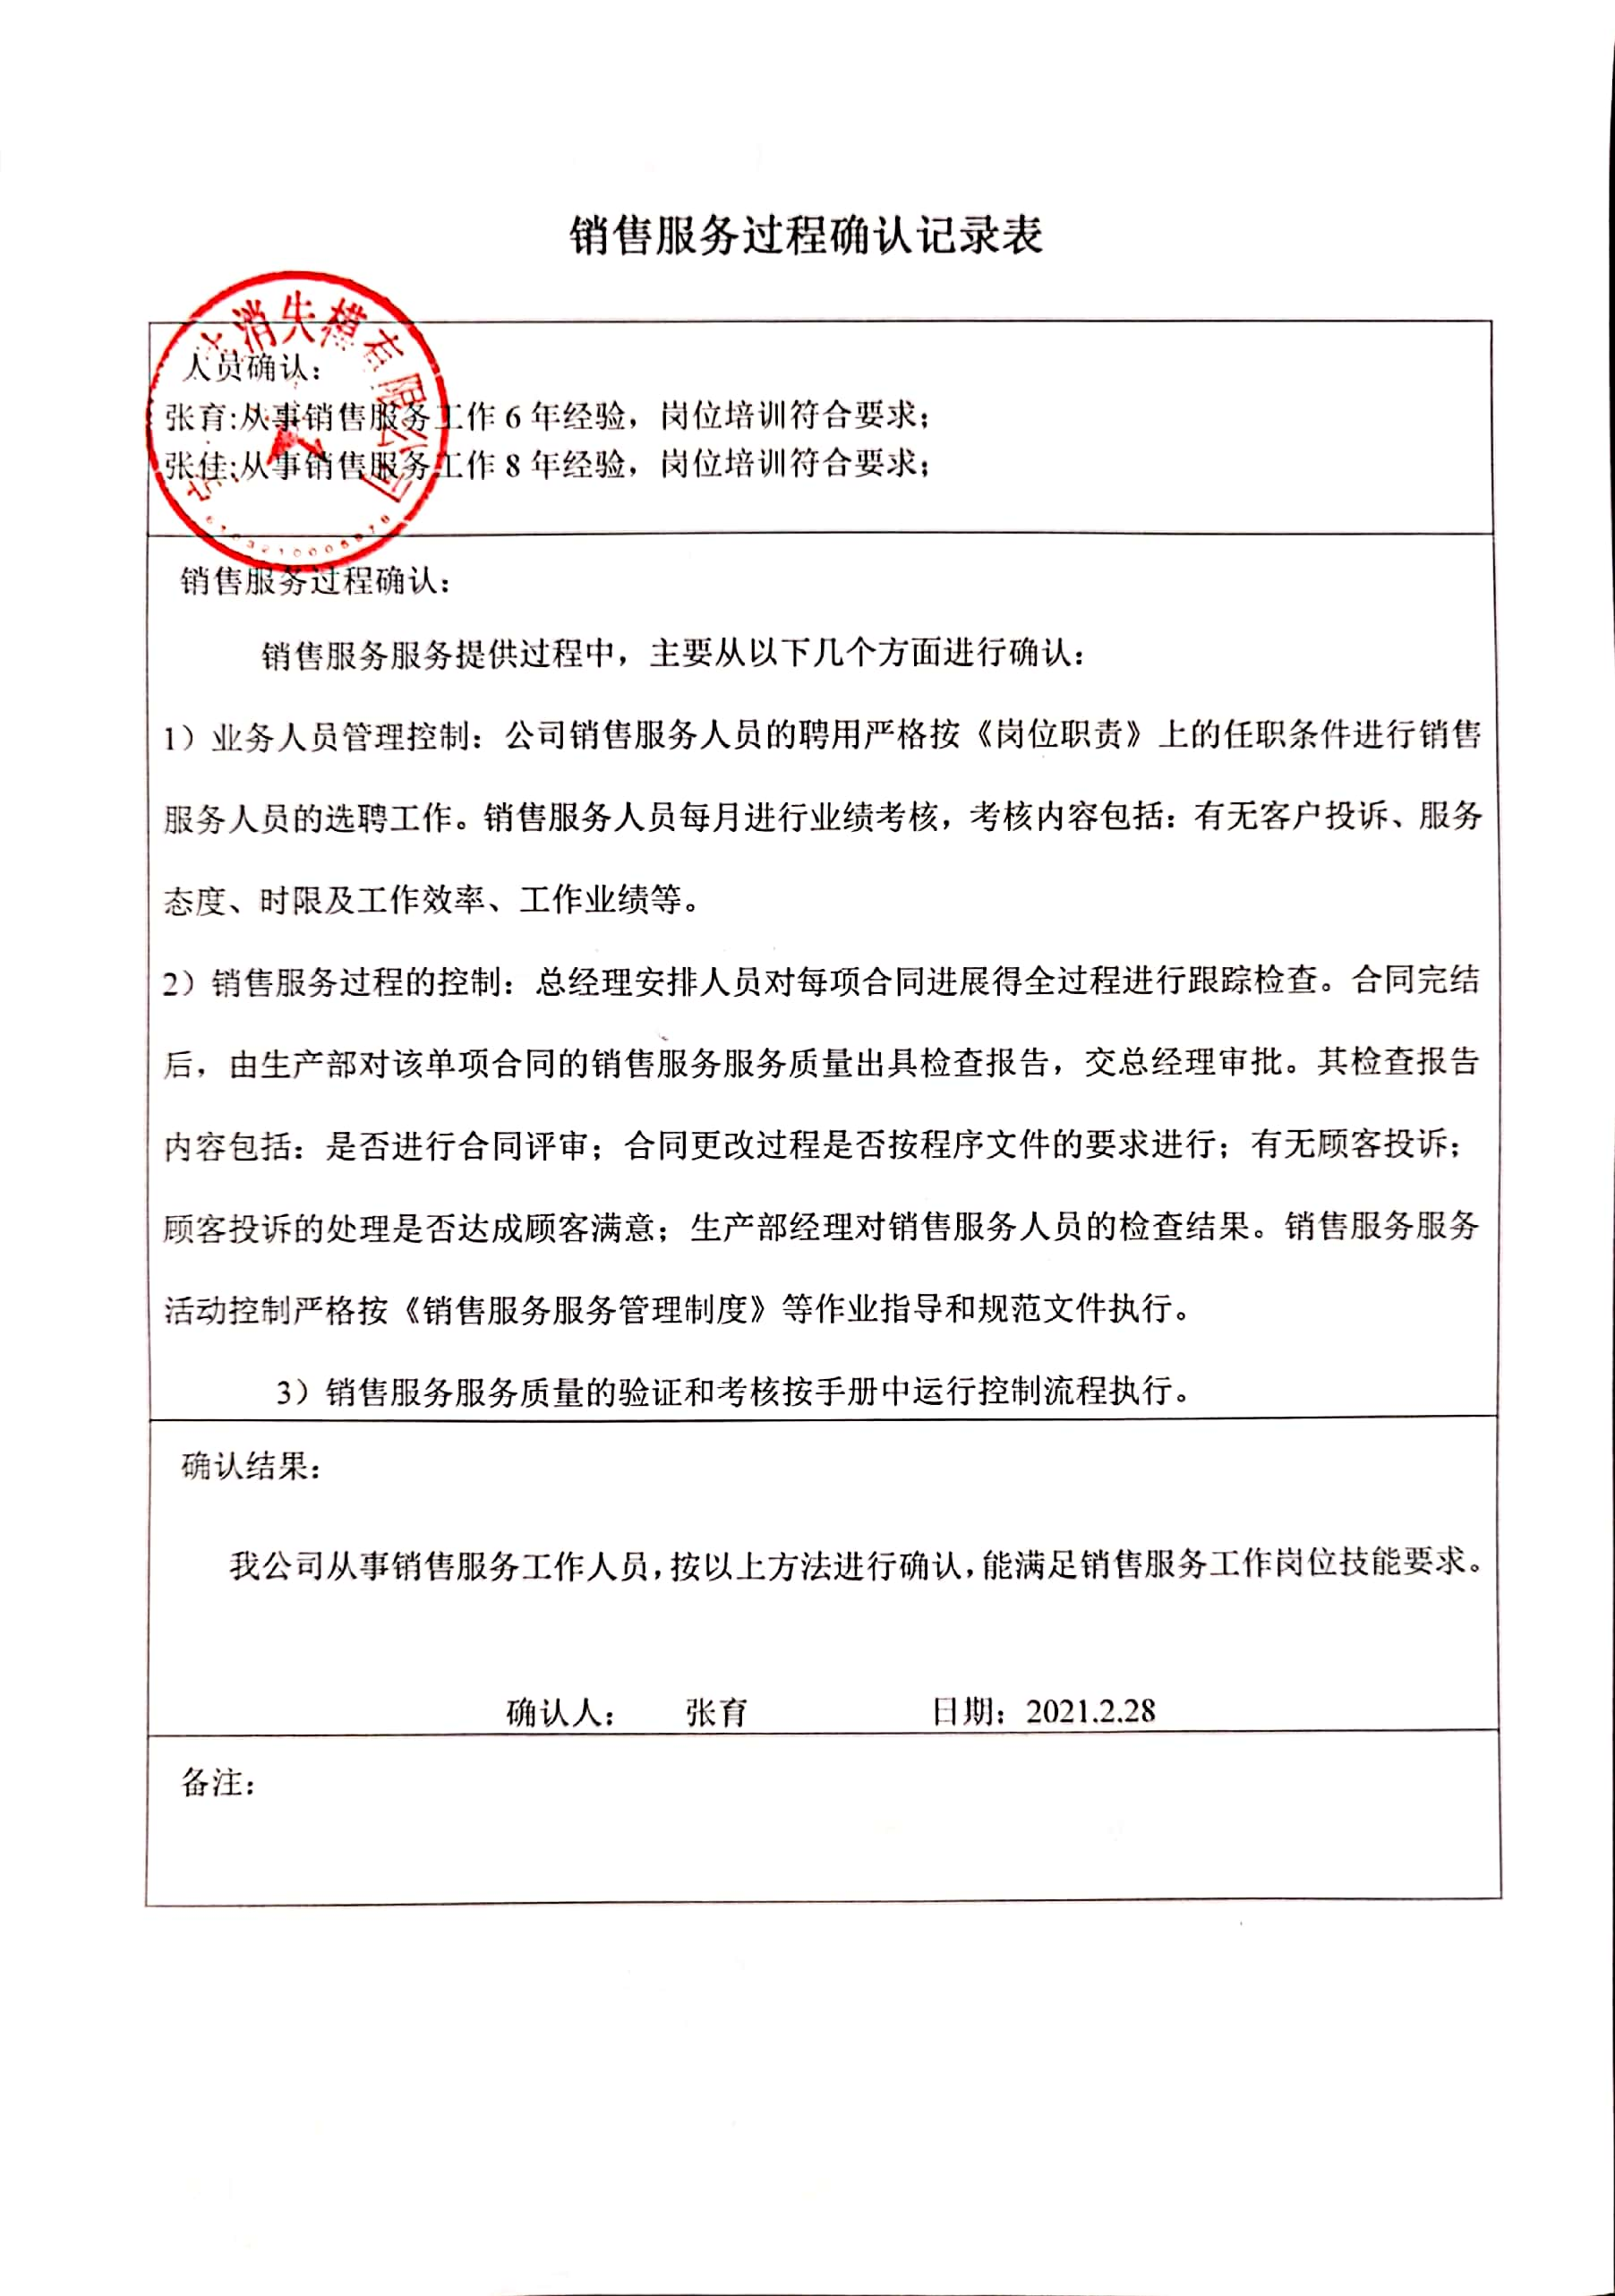 销售服务过程确认记录表
消失模有限公司
人员确认：
张育:从事销售服务工作 6 年经验，岗位培训符合要求；
张佳:从事销售服务工作 8 年经验，岗位培训符合要求；
销售服务过程确认：
销售服务服务提供过程中，主要从以下几个方面进行确认：
1）业务人员管理控制：公司销售服务人员的聘用严格按《岗位职责》上的任职条件进行销售
服务人员的选聘工作。销售服务人员每月进行业绩考核，考核内容包括：有无客户投诉、服务
态度、时限及工作效率、工作业绩等。
2）销售服务过程的控制：总经理安排人员对每项合同进展得全过程进行跟踪检查。合同完结
后，由生产部对该单项合同的销售服务服务质量出具检查报告，交总经理审批。其检查报告
内容包括：是否进行合同评审；合同更改过程是否按程序文件的要求进行；有无顾客投诉；
顾客投诉的处理是否达成顾客满意；生产部经理对销售服务人员的检查结果。销售服务服务
活动控制严格按《销售服务服务管理制度》等作业指导和规范文件执行。
3）销售服务服务质量的验证和考核按手册中运行控制流程执行。
确认结果：
我公司从事销售服务工作人员，按以上方法进行确认，能满足销售服务工作岗位技能要求。
确认人： 张育 日期：2021.2.28
备注：